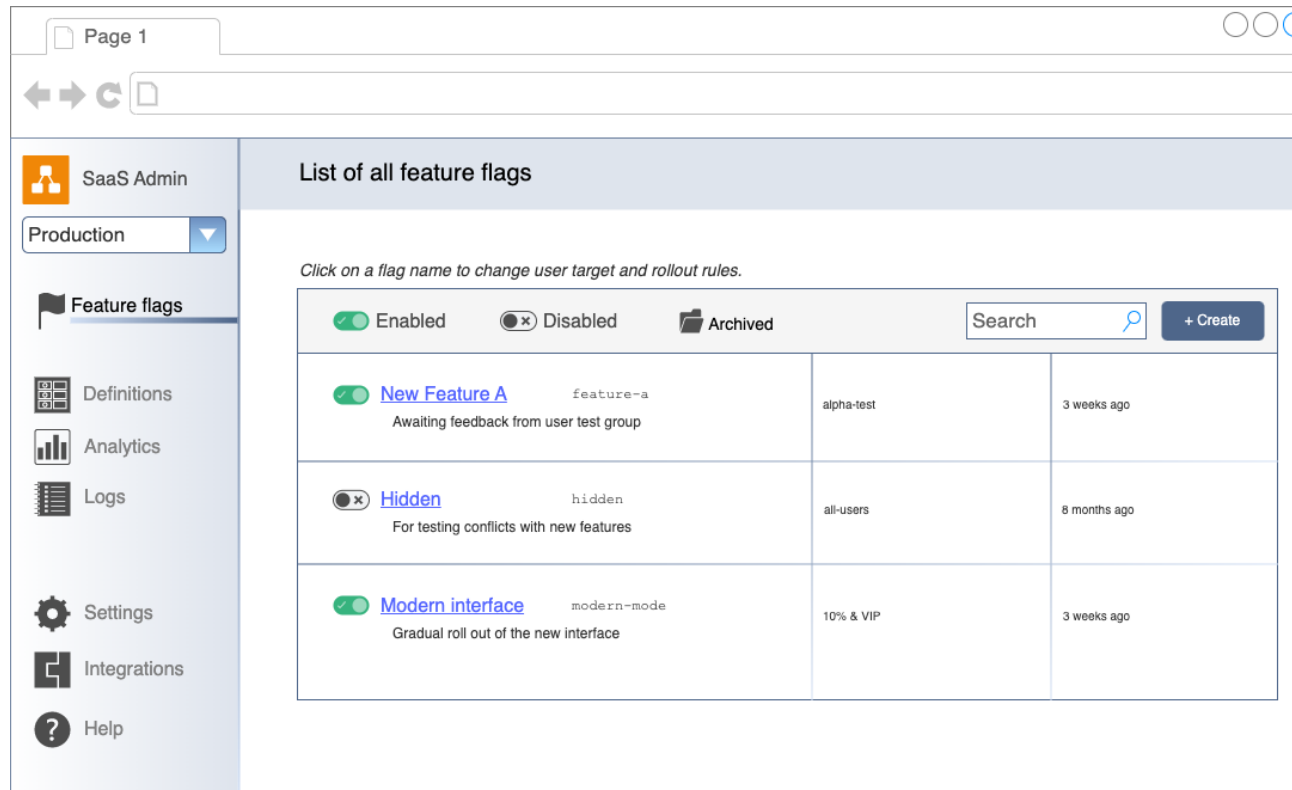 Page 1
SaaS Admin
Production
Feature flags
Definitions
Analytics
Logs
Settings
Integrations
Help
List of all feature flags
Click on a flag name to change user target and rollout rules.
Enabled Disabled Archived Search + Create
New Feature A feature-a alpha-test 3 weeks ago
Awaiting feedback from user test group
Hidden hidden all-users 8 months ago
For testing conflicts with new features
Modern interface modern-mode 10% & VIP 3 weeks ago
Gradual roll out of the new interface